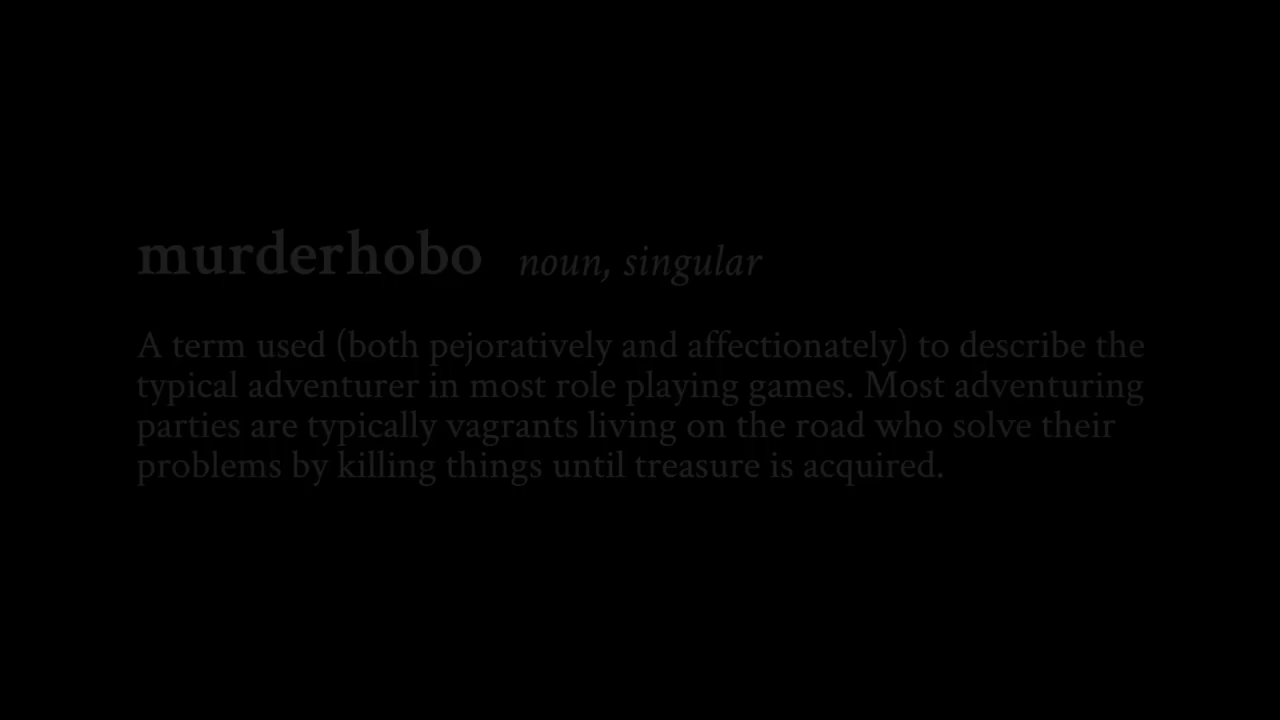 murderhobo noun, singular
A term used (both pejoratively and affectionately) to describe the
typical adventurer in most role playing games. Most adventuring
parties are typically vagrants living on the road who solve their
problems by killing things until treasure is acquired.